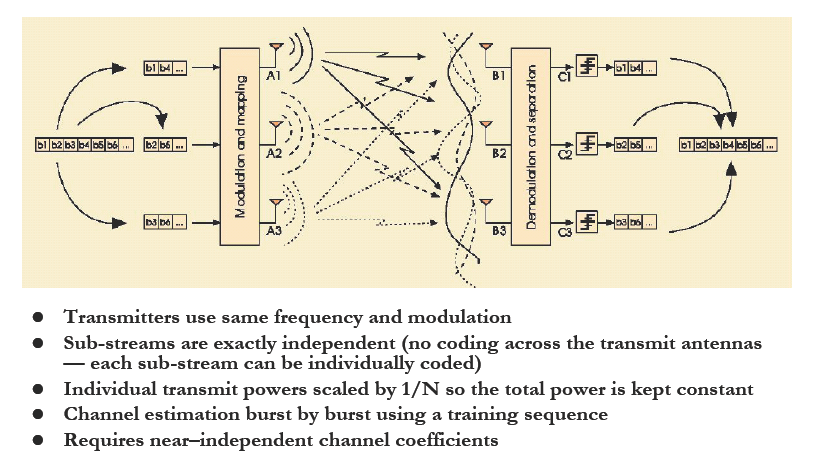 b1 b4 ...
A1
B1
C1
b1 b4 ...
b1 b2 b3 b4 b5 b6 ...
b2 b5 ...
Modulation and mapping
A2
B2
Demodulation and separation
C2
b2 b5 ...
b1 b2 b3 b4 b5 b6 ...
b3 b6 ...
A3
B3
C3
b3 b6 ...
● Transmitters use same frequency and modulation
● Sub-streams are exactly independent (no coding across the transmit antennas
— each sub-stream can be individually coded)
● Individual transmit powers scaled by 1/N so the total power is kept constant
● Channel estimation burst by burst using a training sequence
● Requires near–independent channel coefficients